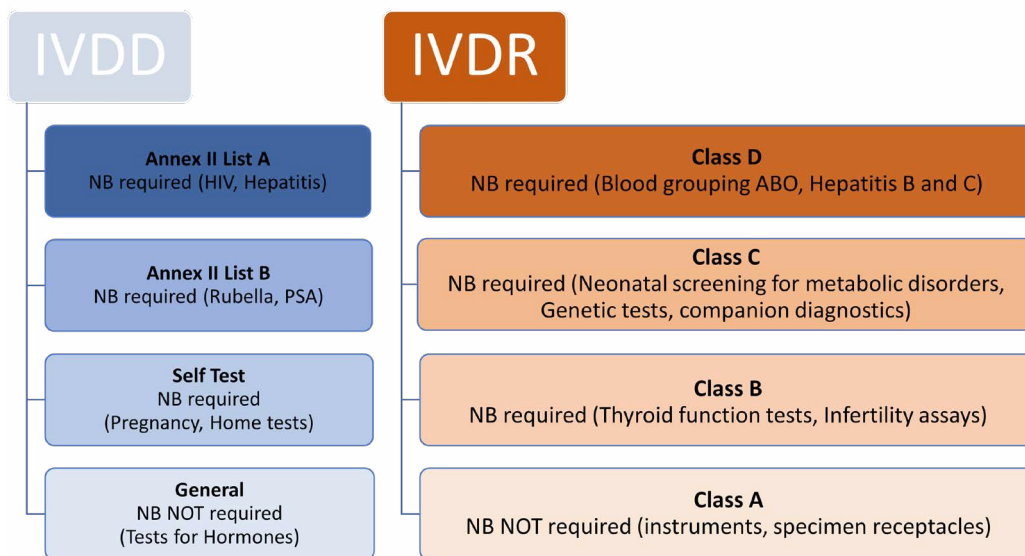 IVDD
Annex II List A
NB required (HIV, Hepatitis)
Annex II List B
NB required (Rubella, PSA)
Self Test
NB required
(Pregnancy, Home tests)
General
NB NOT required
(Tests for Hormones)
IVDR
Class D
NB required (Blood grouping ABO, Hepatitis B and C)
Class C
NB required (Neonatal screening for metabolic disorders,
Genetic tests, companion diagnostics)
Class B
NB required (Thyroid function tests, Infertility assays)
Class A
NB NOT required (instruments, specimen receptacles)